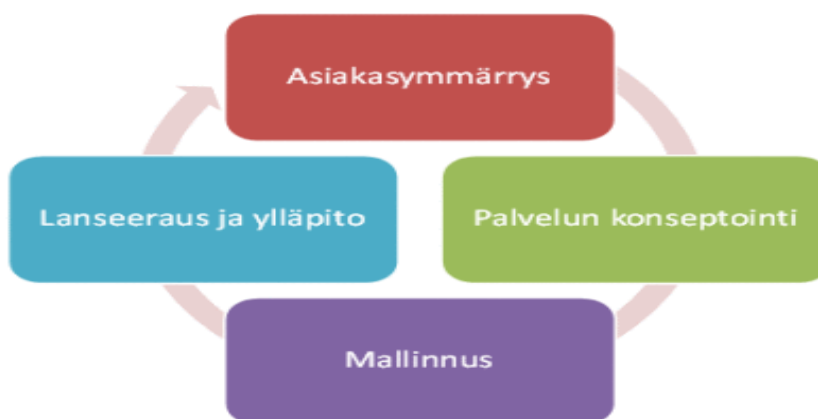 Asiakasymmärrys
Lanseeraus ja ylläpito
Palvelun konseptointi
Mallinnus